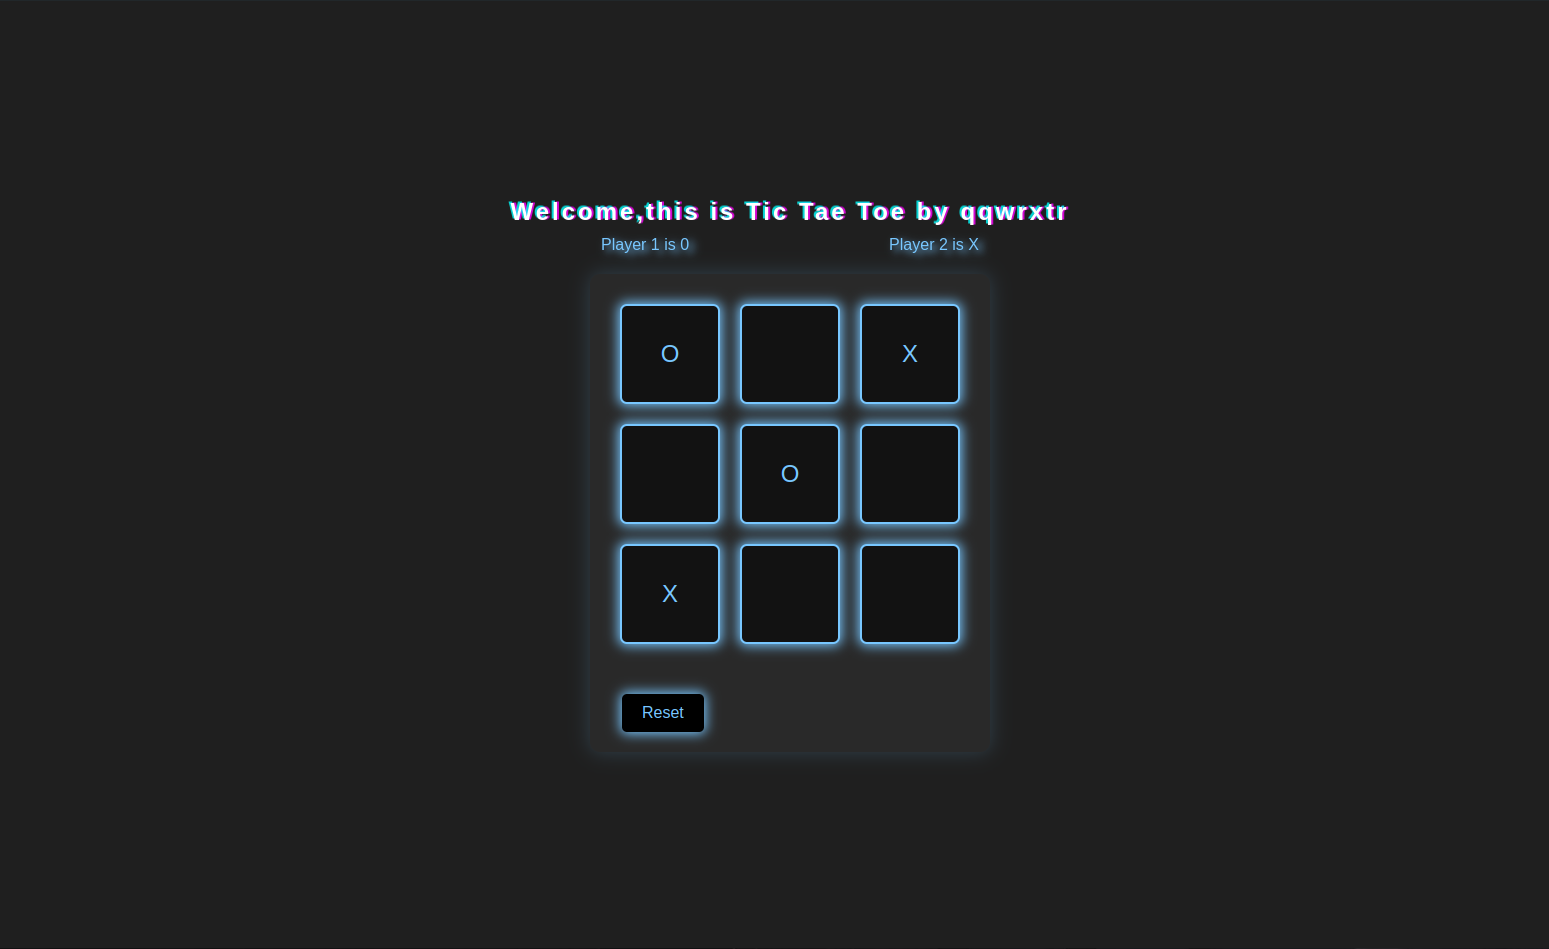 Welcome,this is Tic Tae Toe by qqwrxtr
Player 1 is 0 Player 2 is X
O X
O
X
Reset